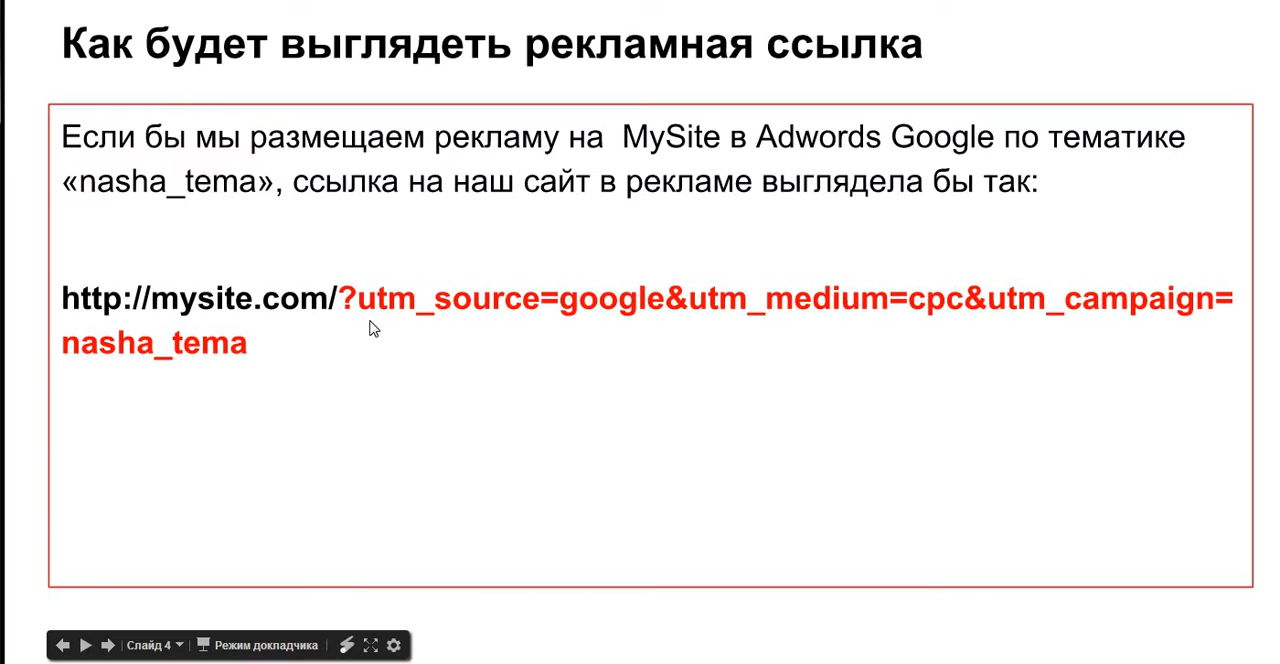 Как будет выглядеть рекламная ссылка
Если бы мы размещаем рекламу на  MySite в Adwords Google по тематике
«nasha_tema», ссылка на наш сайт в рекламе выглядела бы так:
http://mysite.com/?utm_source=google&utm_medium=cpc&utm_campaign=
nasha_tema
Слайд 4 Режим докладчика